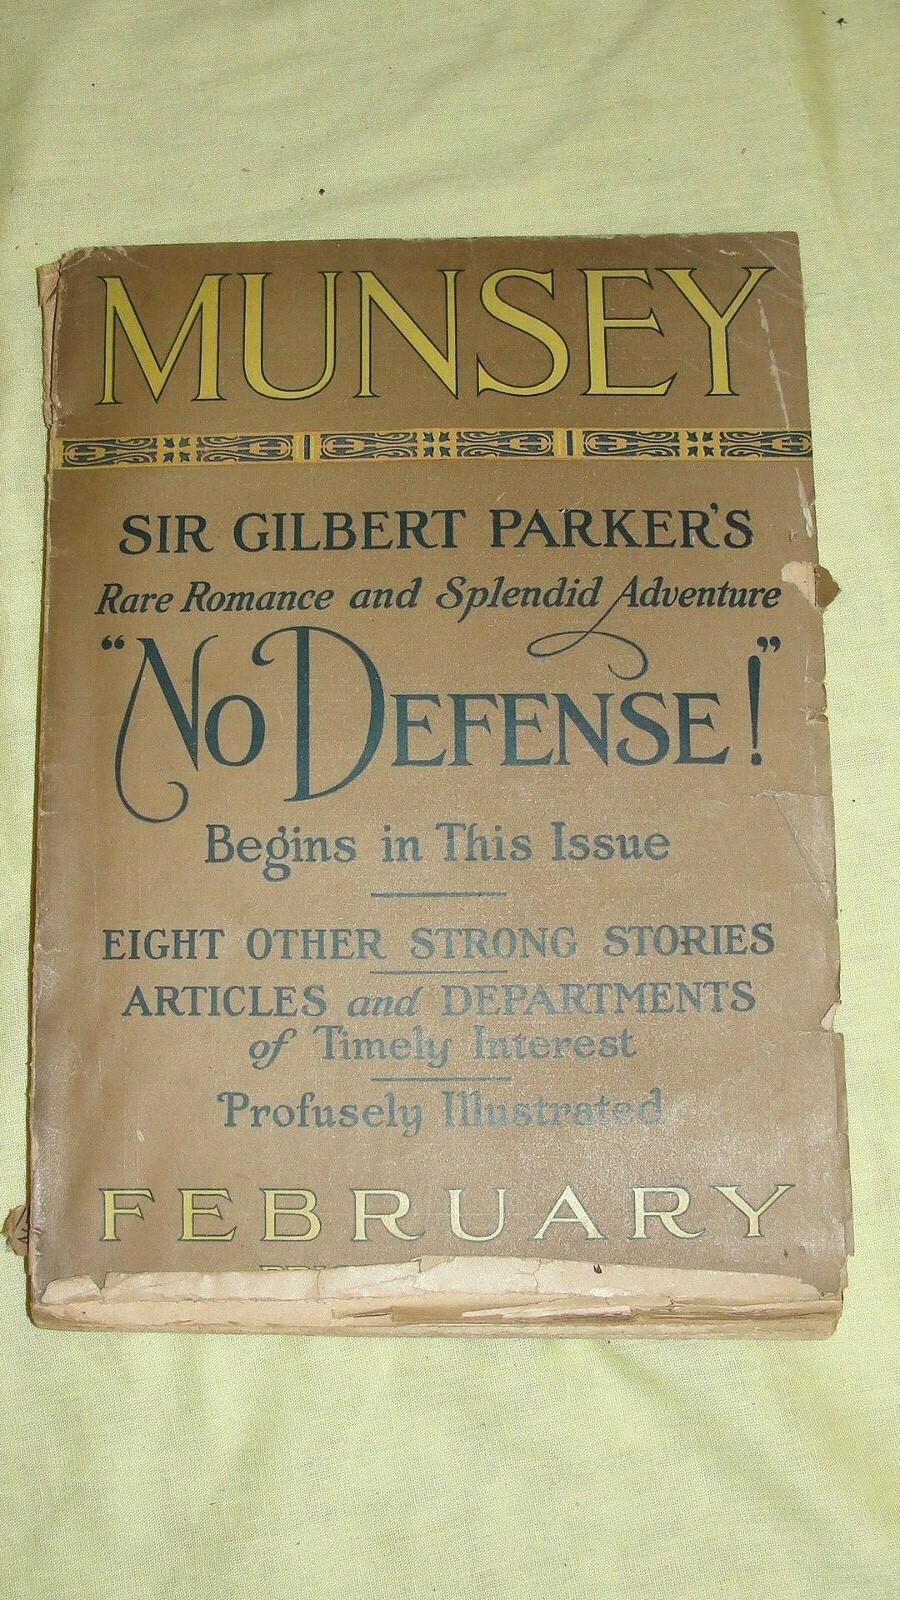 MUNSEY
SIR GILBERT PARKER'S
Rare Romance and Splendid Adventure
"NO DEFENSE!"
Begins in This Issue
EIGHT OTHER STRONG STORIES
ARTICLES and DEPARTMENTS
of Timely Interest
Profusely Illustrated
FEBRUARY